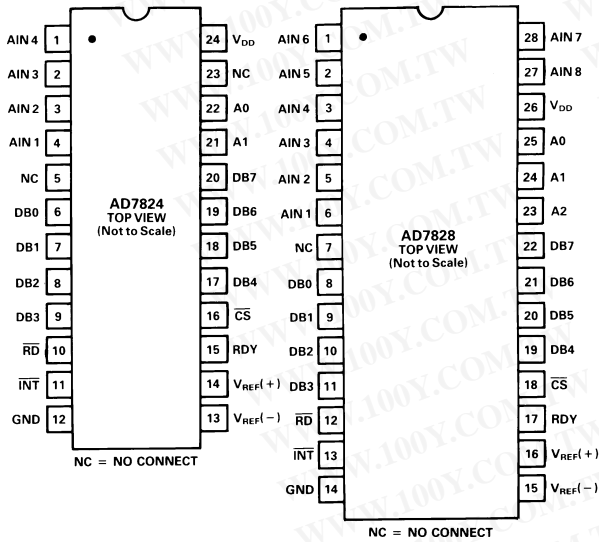 AIN 4 1 24 VDD
AIN 3 2 23 NC
AIN 2 3 22 A0
AIN 1 4 21 A1
NC 5 20 DB7
DB0 6 19 DB6
DB1 7 18 DB5
DB2 8 17 DB4
DB3 9 16 CS
RD 10 15 RDY
INT 11 14 VREF(+)
GND 12 13 VREF(−)
AD7824
TOP VIEW
(Not to Scale)
NC = NO CONNECT
AIN 6 1 28 AIN 7
AIN 5 2 27 AIN 8
AIN 4 3 26 VDD
AIN 3 4 25 A0
AIN 2 5 24 A1
AIN 1 6 23 A2
NC 7 22 DB7
DB0 8 21 DB6
DB1 9 20 DB5
DB2 10 19 DB4
DB3 11 18 CS
RD 12 17 RDY
INT 13 16 VREF(+)
GND 14 15 VREF(−)
AD7828
TOP VIEW
(Not to Scale)
NC = NO CONNECT
WWW.100Y.COM.TW